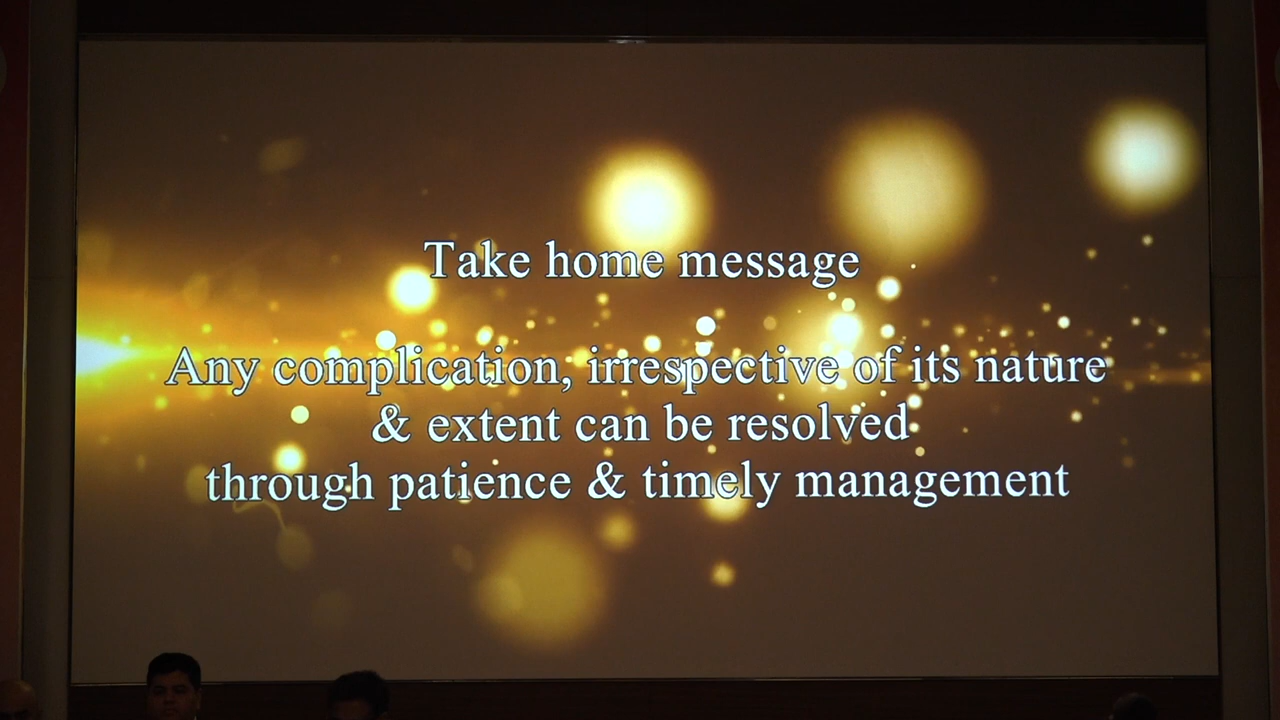 Take home message
Any complication, irrespective of its nature
& extent can be resolved
through patience & timely management